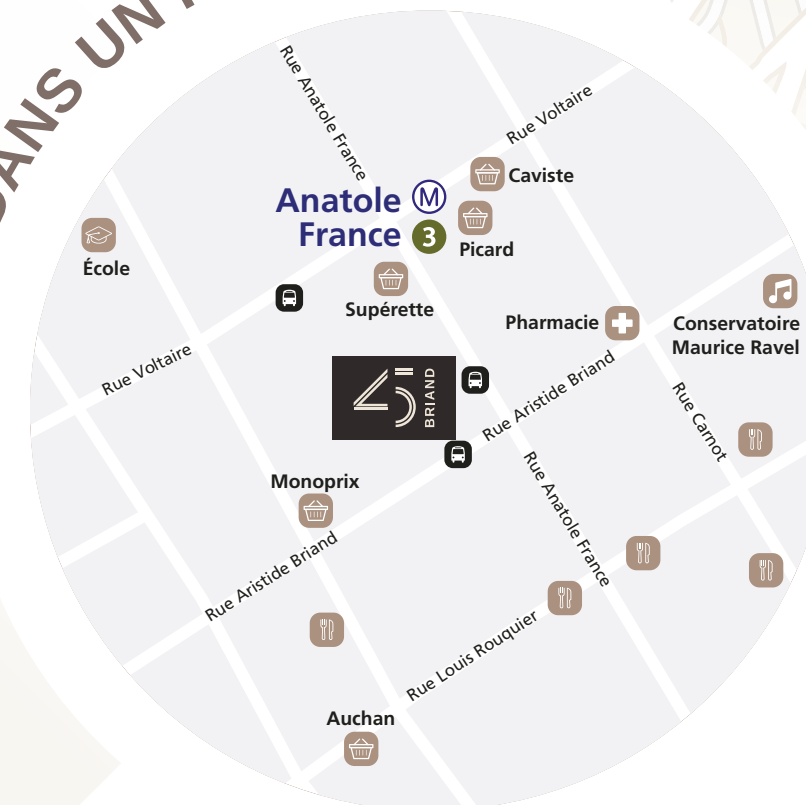 DANS UN
Rue Anatole France
Rue Voltaire
Caviste
Anatole M
France 3
Picard
École
Supérette
Pharmacie
Conservatoire
Maurice Ravel
Rue Voltaire
45
BRIAND
Rue Aristide Briand
Rue Carnot
Monoprix
Rue Anatole France
Rue Aristide Briand
Rue Louis Rouquier
Auchan